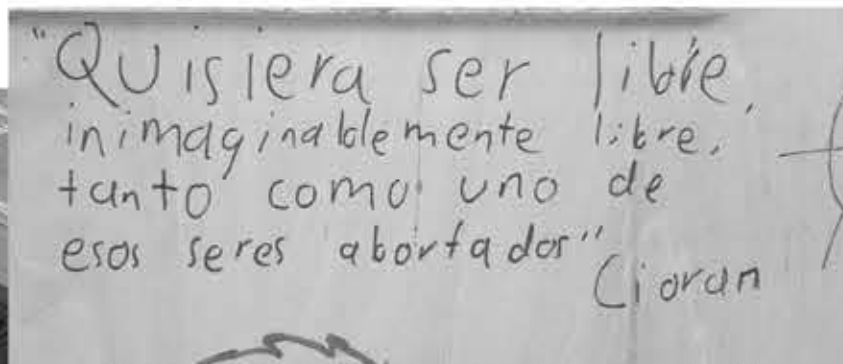 "Quisiera ser libre,
inimaginablemente libre,
tanto como uno de
esos seres abortados"
Cioran